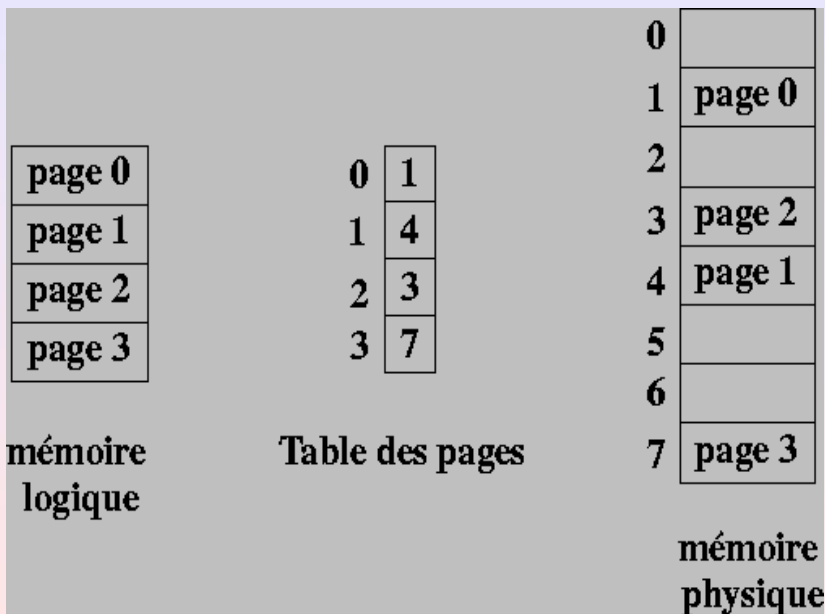 page 0
page 1
page 2
page 3
mémoire
logique
0 1
1 4
2 3
3 7
Table des pages
0
1 page 0
2
3 page 2
4 page 1
5
6
7 page 3
mémoire
physique